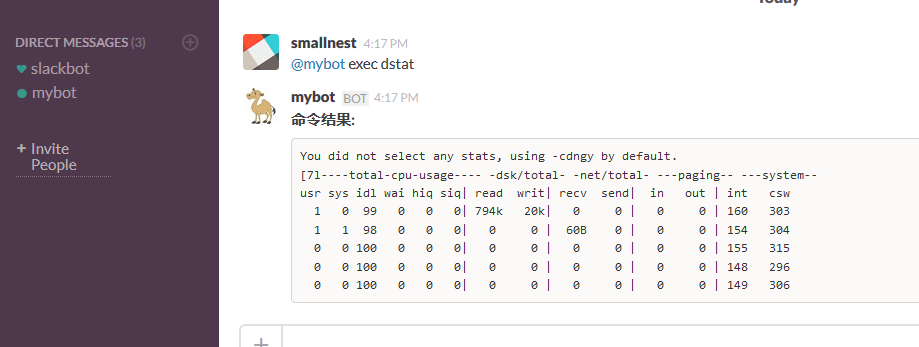 Today
DIRECT MESSAGES (3)
slackbot
mybot
+ Invite
People
smallnest 4:17 PM
@mybot exec dstat
mybot BOT 4:17 PM
命令结果:
You did not select any stats, using -cdngy by default.
[7l----total-cpu-usage---- -dsk/total- -net/total- ---paging-- ---system--
usr sys idl wai hiq siq| read  writ| recv  send|  in   out | int   csw
  1   0  99   0   0   0| 794k   20k|   0     0 |   0     0 | 160   303
  1   1  98   0   0   0|   0     0 |  60B    0 |   0     0 | 154   304
  0   0 100   0   0   0|   0     0 |   0     0 |   0     0 | 155   315
  0   0 100   0   0   0|   0     0 |   0     0 |   0     0 | 148   296
  0   0 100   0   0   0|   0     0 |   0     0 |   0     0 | 149   306